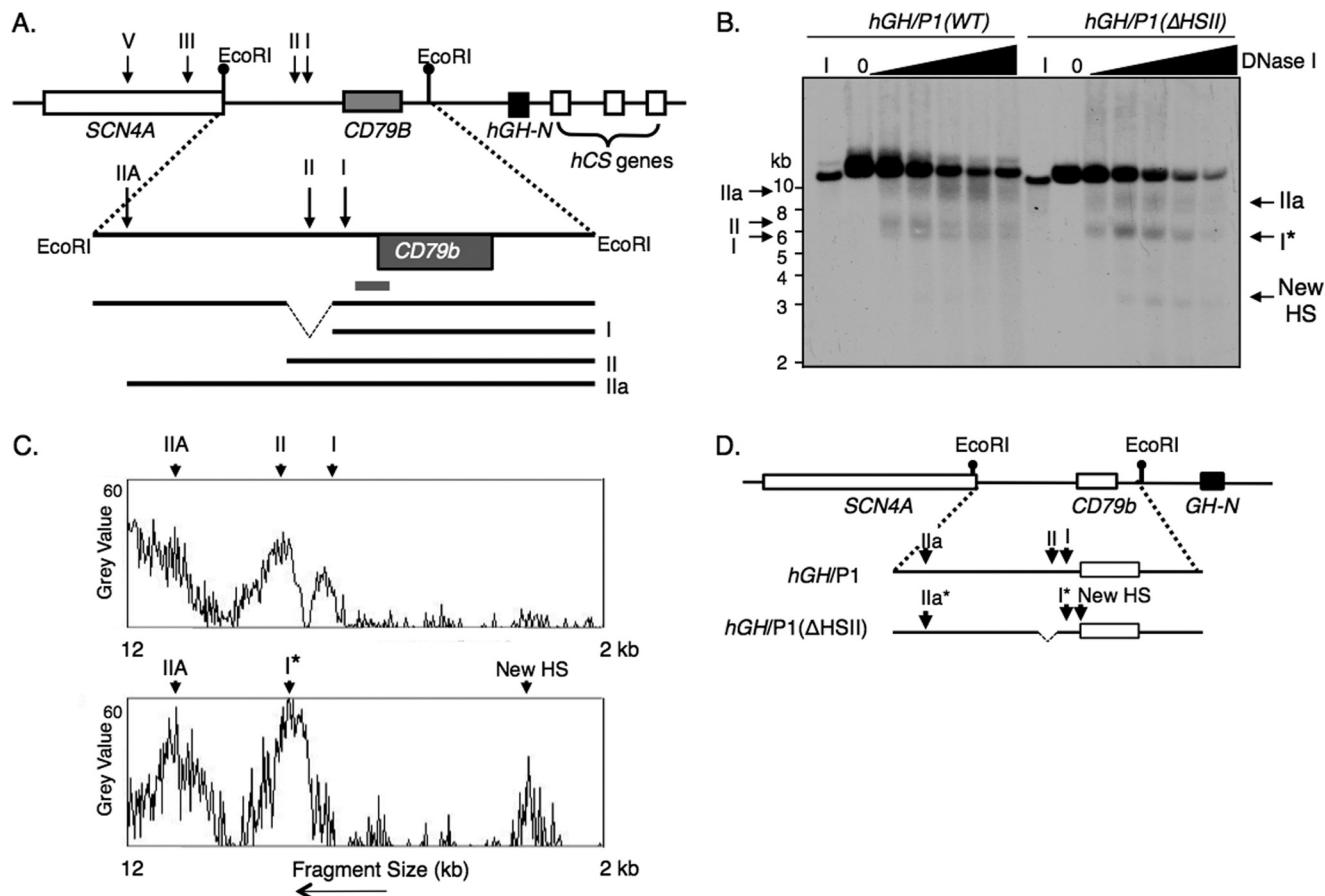 A.
V
III
II I
EcoRI
EcoRI
SCN4A
CD79B
hGH-N
hCS genes
IIA
II
I
EcoRI
CD79b
EcoRI
I
II
IIa
B.
hGH/P1(WT)
hGH/P1(ΔHSII)
I 0
I 0
DNase I
kb
10
8
6
5
4
3
2
IIa
II
I
IIa
I*
New
HS
C.
IIA
II
I
60
Grey Value
12
2 kb
IIA
I*
New HS
60
Grey Value
12
Fragment Size (kb)
2 kb
D.
EcoRI
EcoRI
SCN4A
CD79b
GH-N
IIa
II I
hGH/P1
IIa*
I* New HS
hGH/P1(ΔHSII)